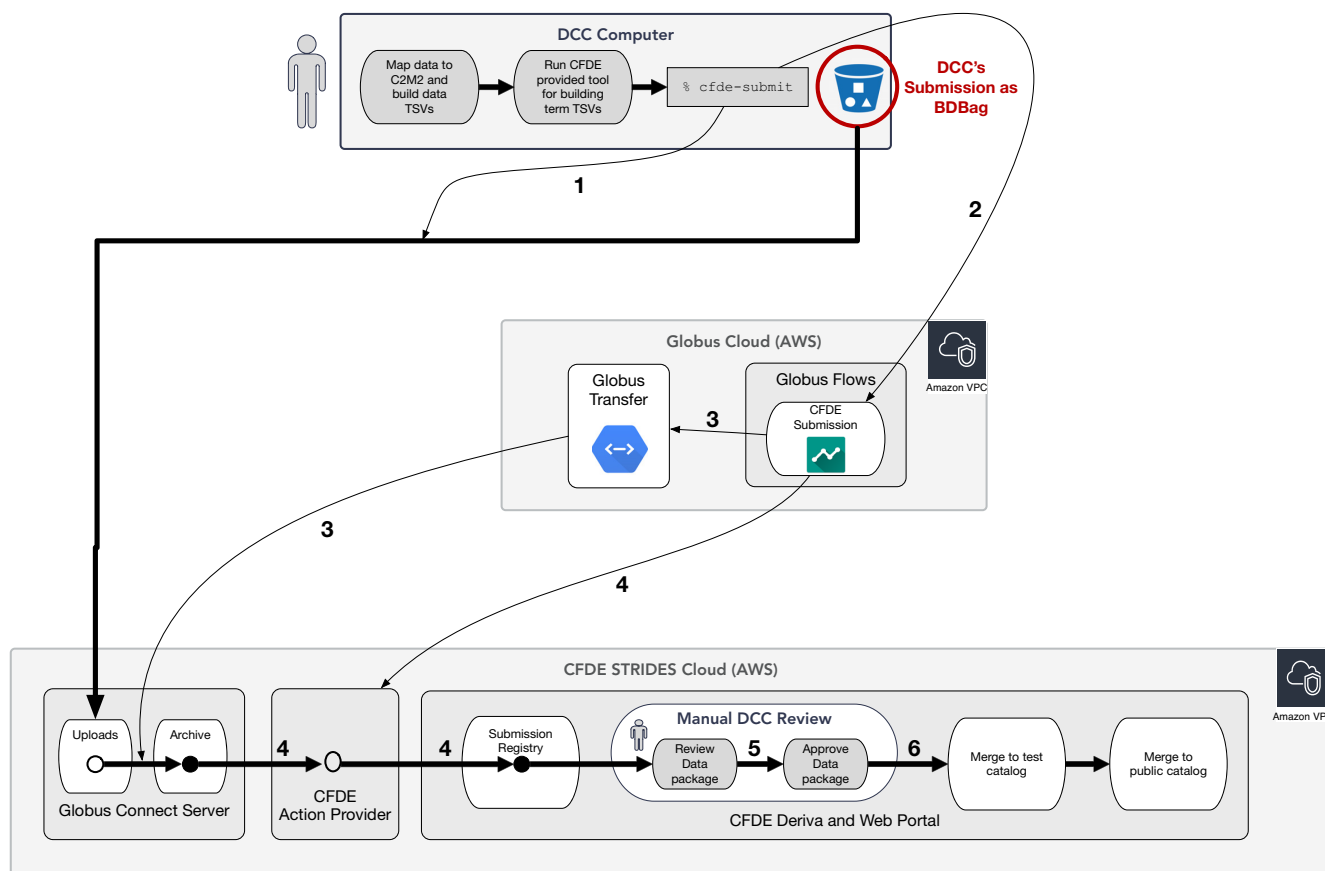 DCC Computer
Map data to
C2M2 and
build data
TSVs
Run CFDE
provided tool
for building
term TSVs
% cfde-submit
DCC's
Submission as
BDBag
1
2
Globus Cloud (AWS)
Amazon VPC
Globus
Transfer
Globus Flows
CFDE
Submission
3
3
4
CFDE STRIDES Cloud (AWS)
Amazon VP
Uploads
Archive
Globus Connect Server
4
CFDE
Action Provider
4
Submission
Registry
Manual DCC Review
Review
Data
package
5
Approve
Data
package
6
Merge to test
catalog
Merge to
public catalog
CFDE Deriva and Web Portal